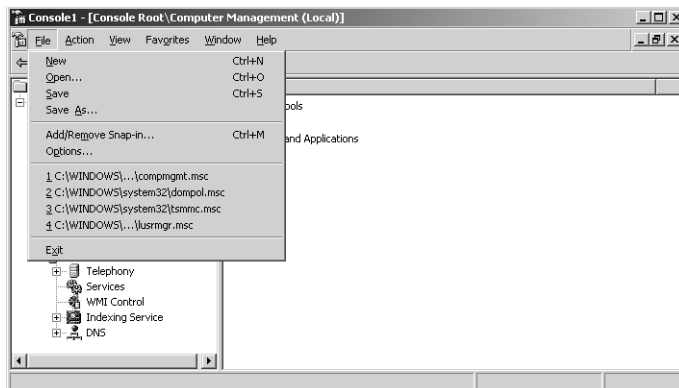 Console1 - [Console Root\Computer Management (Local)]
File Action View Favorites Window Help
New Ctrl+N
Open... Ctrl+O
Save Ctrl+S
Save As...
ools
Add/Remove Snap-in... Ctrl+M
and Applications
Options...
1 C:\WINDOWS\...\compmgmt.msc
2 C:\WINDOWS\system32\dompol.msc
3 C:\WINDOWS\system32\tsmmc.msc
4 C:\WINDOWS\...\lusrmgr.msc
Exit
Telephony
Services
WMI Control
Indexing Service
DNS